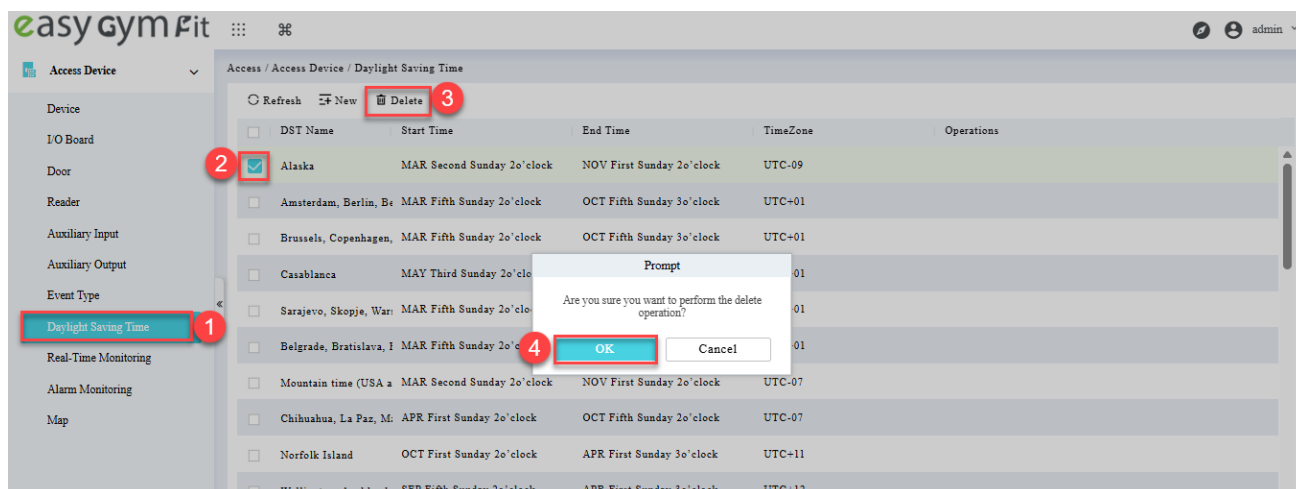 easy Gym Fit
admin
Access Device
Access / Access Device / Daylight Saving Time
Refresh New Delete 3
Device
I/O Board
Door
Reader
Auxiliary Input
Auxiliary Output
Event Type
Daylight Saving Time 1
Real-Time Monitoring
Alarm Monitoring
Map
DST Name Start Time End Time TimeZone Operations
2 Alaska MAR Second Sunday 2o'clock NOV First Sunday 2o'clock UTC-09
Amsterdam, Berlin, Be MAR Fifth Sunday 2o'clock OCT Fifth Sunday 3o'clock UTC+01
Brussels, Copenhagen, MAR Fifth Sunday 2o'clock OCT Fifth Sunday 3o'clock UTC+01
Casablanca MAY Third Sunday 2o'clo 01
Sarajevo, Skopje, War MAR Fifth Sunday 2o'clo 01
Belgrade, Bratislava, MAR Fifth Sunday 2o'c 01
Mountain time (USA a MAR Second Sunday 2o'clock NOV First Sunday 2o'clock UTC-07
Chihuahua, La Paz, M APR First Sunday 2o'clock OCT Fifth Sunday 2o'clock UTC-07
Norfolk Island OCT First Sunday 2o'clock APR First Sunday 3o'clock UTC+11
Prompt
Are you sure you want to perform the delete
operation?
4 OK Cancel